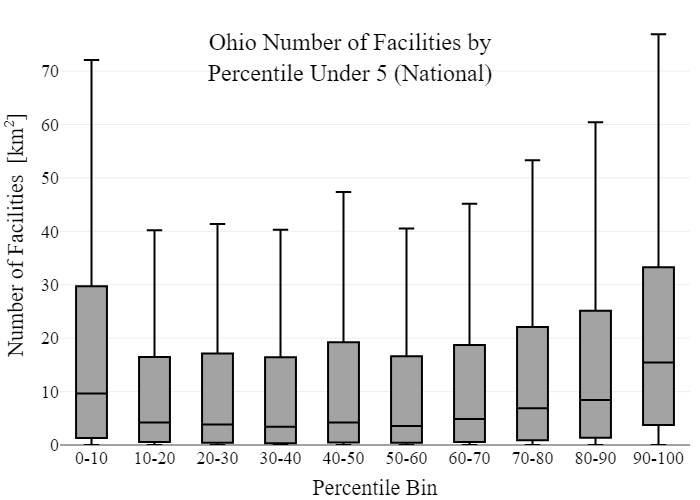 Ohio Number of Facilities by
Percentile Under 5 (National)
Number of Facilities [km²]
70
60
50
40
30
20
10
0
0-10 10-20 20-30 30-40 40-50 50-60 60-70 70-80 80-90 90-100
Percentile Bin